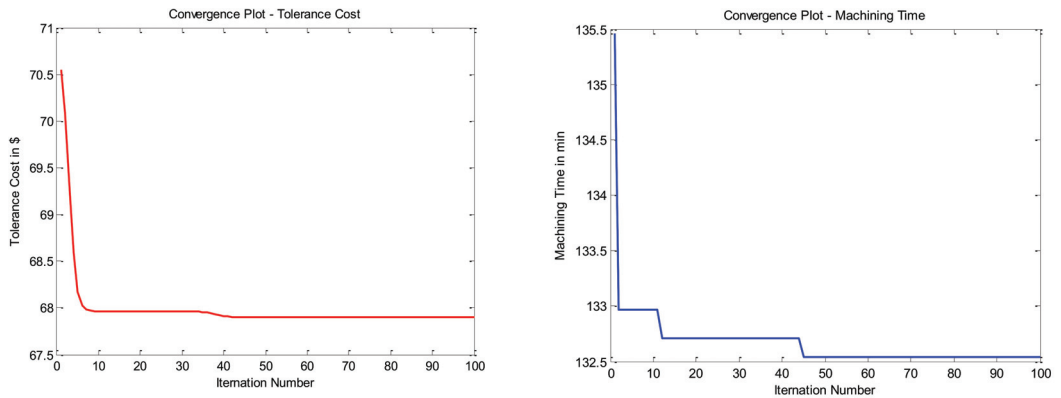 Convergence Plot - Tolerance Cost
71
70.5
70
69.5
69
68.5
68
67.5
Tolerance Cost in $
0 10 20 30 40 50 60 70 80 90 100
Iternation Number
Convergence Plot - Machining Time
135.5
135
134.5
134
133.5
133
132.5
Machining Time in min
0 10 20 30 40 50 60 70 80 90 100
Iternation Number